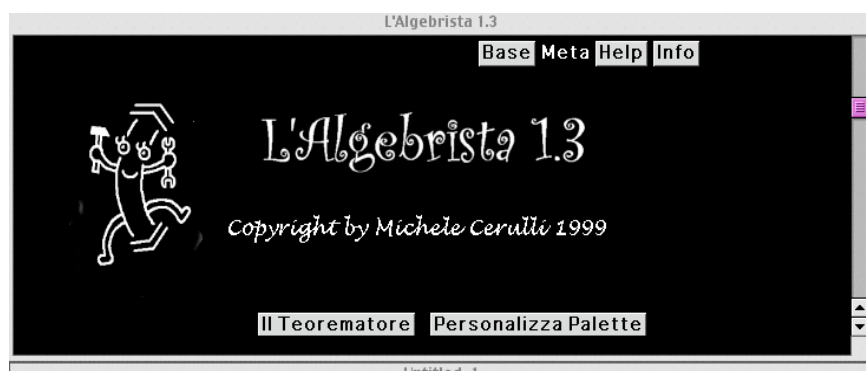 L'Algebrista 1.3
Base Meta Help Info
L'Algebrista 1.3
Copyright by Michele Cerulli 1999
Il Teorematore Personalizza Palette